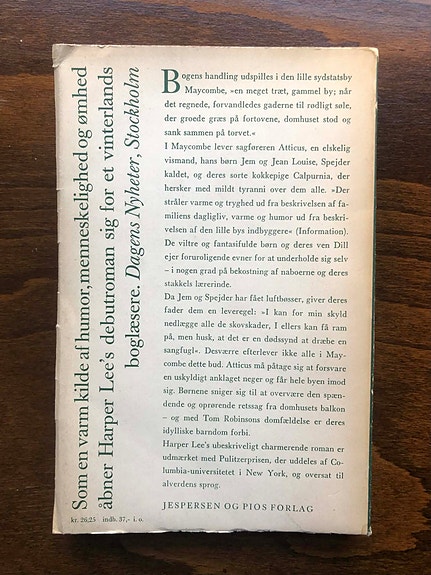 Som en varm kilde af humor, menneskelighed og ømhed
åbner Harper Lee's debutroman sig for et vinterlands
boglæsere. Dagens Nyheter, Stockholm
Bogens handling udspilles i den lille sydstatsby
Maycombe, »en meget træt, gammel by; når
det regnede, forvandledes gaderne til rødligt søle,
der groede græs på fortovene, domhuset stod
og sank sammen på torvet.«
I Maycombe lever sagføreren Atticus, en elskelig
vismand, hans børn Jem og Jean Louise, Spejder
kaldet, og deres sorte kokkepige Calpurnia, der
hersker med mildt tyranni over dem alle. »Der
stråler varme og tryghed ud fra beskrivelsen af fa-
miliens dagligliv, varme og humor ud fra beskri-
velsen af den lille bys indbyggere« (Information).
De viltre og fantasifulde børn og deres ven Dill
ejer foruroligende evner for at underholde sig selv
– i nogen grad på bekostning af naboerne og deres
stakkels lærerinde.
Da Jem og Spejder har fået luftbøsser, giver deres
fader dem en leveregel: »I kan for min skyld
nedlægge alle de skovskader, I ellers kan få ram
på, men husk, at det er en dødssynd at dræbe en
sangfugl«. Desværre efterlever ikke alle i May-
combe dette bud. Atticus må påtage sig at forsvare
en uskyldigt anklaget neger og får hele byen imod
sig. Børnene sniger sig til at overvære den spæn-
dende og oprørende retssag fra domhusets balkon
– og med Tom Robinsons domfældelse er deres
idylliske barndom forbi.
Harper Lee's ubeskriveligt charmerende roman er
udmærket med Pulitzerprisen, der uddeles af Co-
lumbia-universitetet i New York, og oversat til
alverdens sprog.
JESPERSEN OG PIOS FORLAG
kr. 26,25 indb. 37,- i. o.